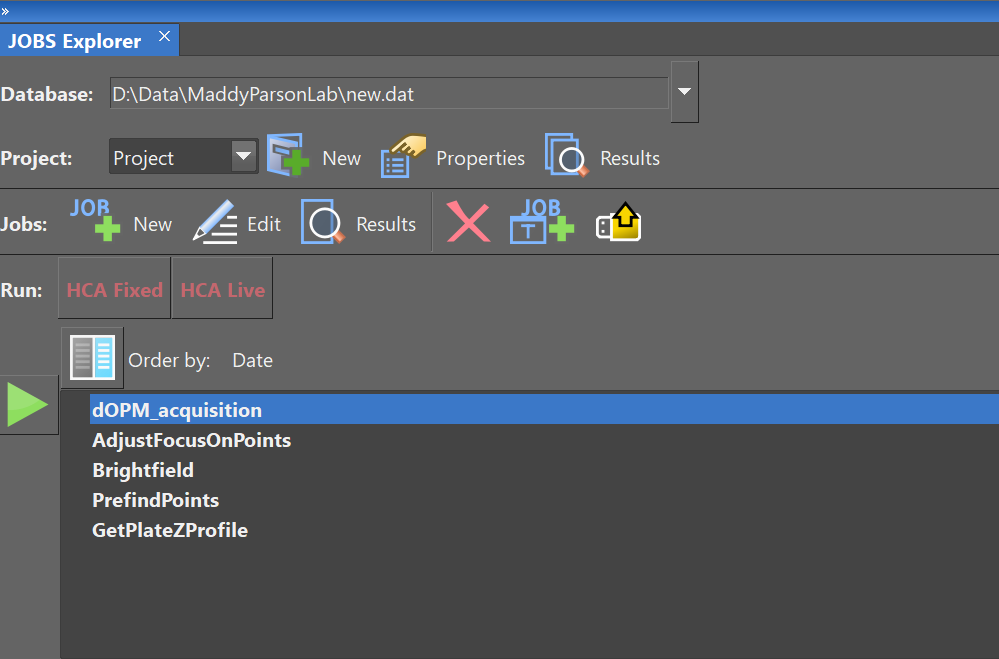 »
JOBS Explorer
Database: D:\Data\MaddyParsonLab\new.dat
Project: Project New Properties Results
Jobs: JOB New Edit Results JOB T
Run: HCA Fixed HCA Live
Order by: Date
dOPM_acquisition
AdjustFocusOnPoints
Brightfield
PrefindPoints
GetPlateZProfile